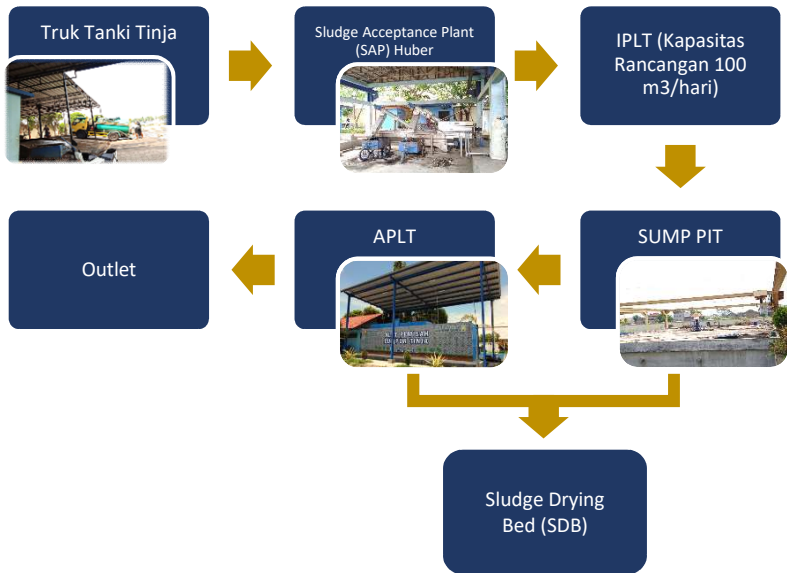 Truk Tanki Tinja
Sludge Acceptance Plant
(SAP) Huber
IPLT (Kapasitas
Rancangan 100
m3/hari)
Outlet
APLT
SUMP PIT
Sludge Drying
Bed (SDB)